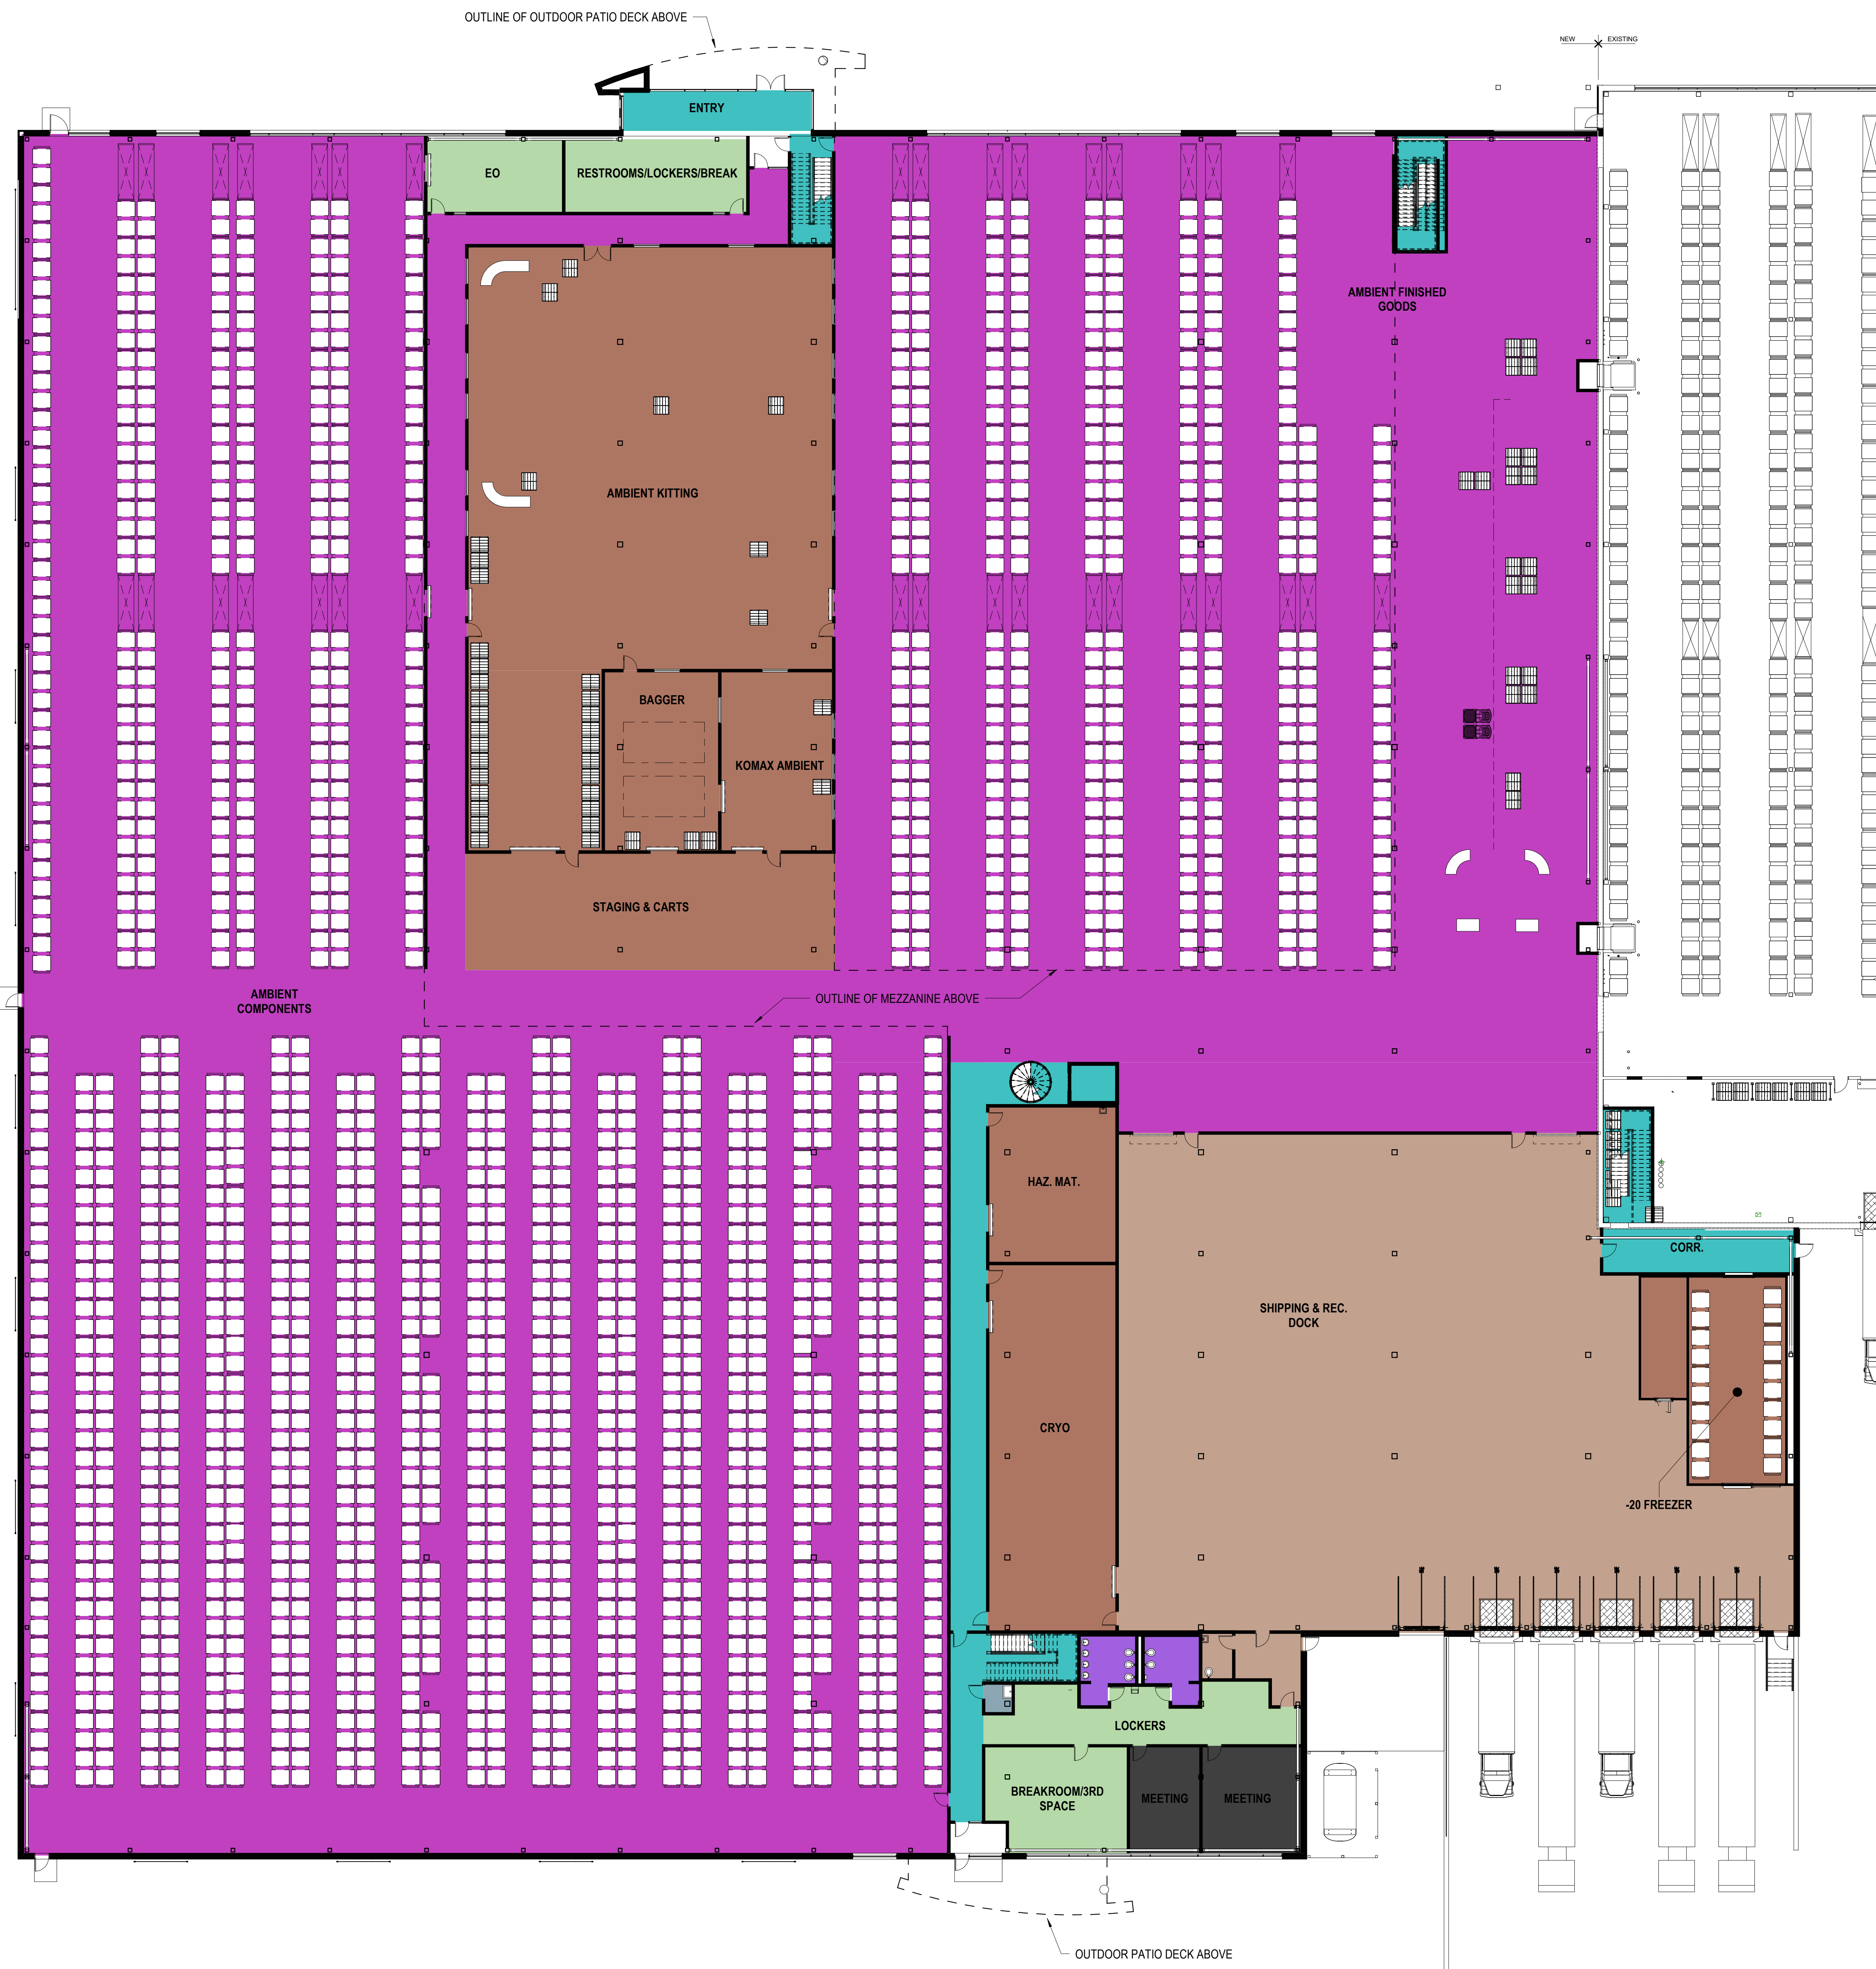 OUTLINE OF OUTDOOR PATIO DECK ABOVE
NEW
EXISTING
ENTRY
EO
RESTROOMS/LOCKERS/BREAK
AMBIENT FINISHED
GOODS
AMBIENT KITTING
BAGGER
KOMAX AMBIENT
STAGING & CARTS
AMBIENT
COMPONENTS
OUTLINE OF MEZZANINE ABOVE
HAZ. MAT.
CORR.
SHIPPING & REC.
DOCK
CRYO
-20 FREEZER
LOCKERS
BREAKROOM/3RD
SPACE
MEETING
MEETING
OUTDOOR PATIO DECK ABOVE